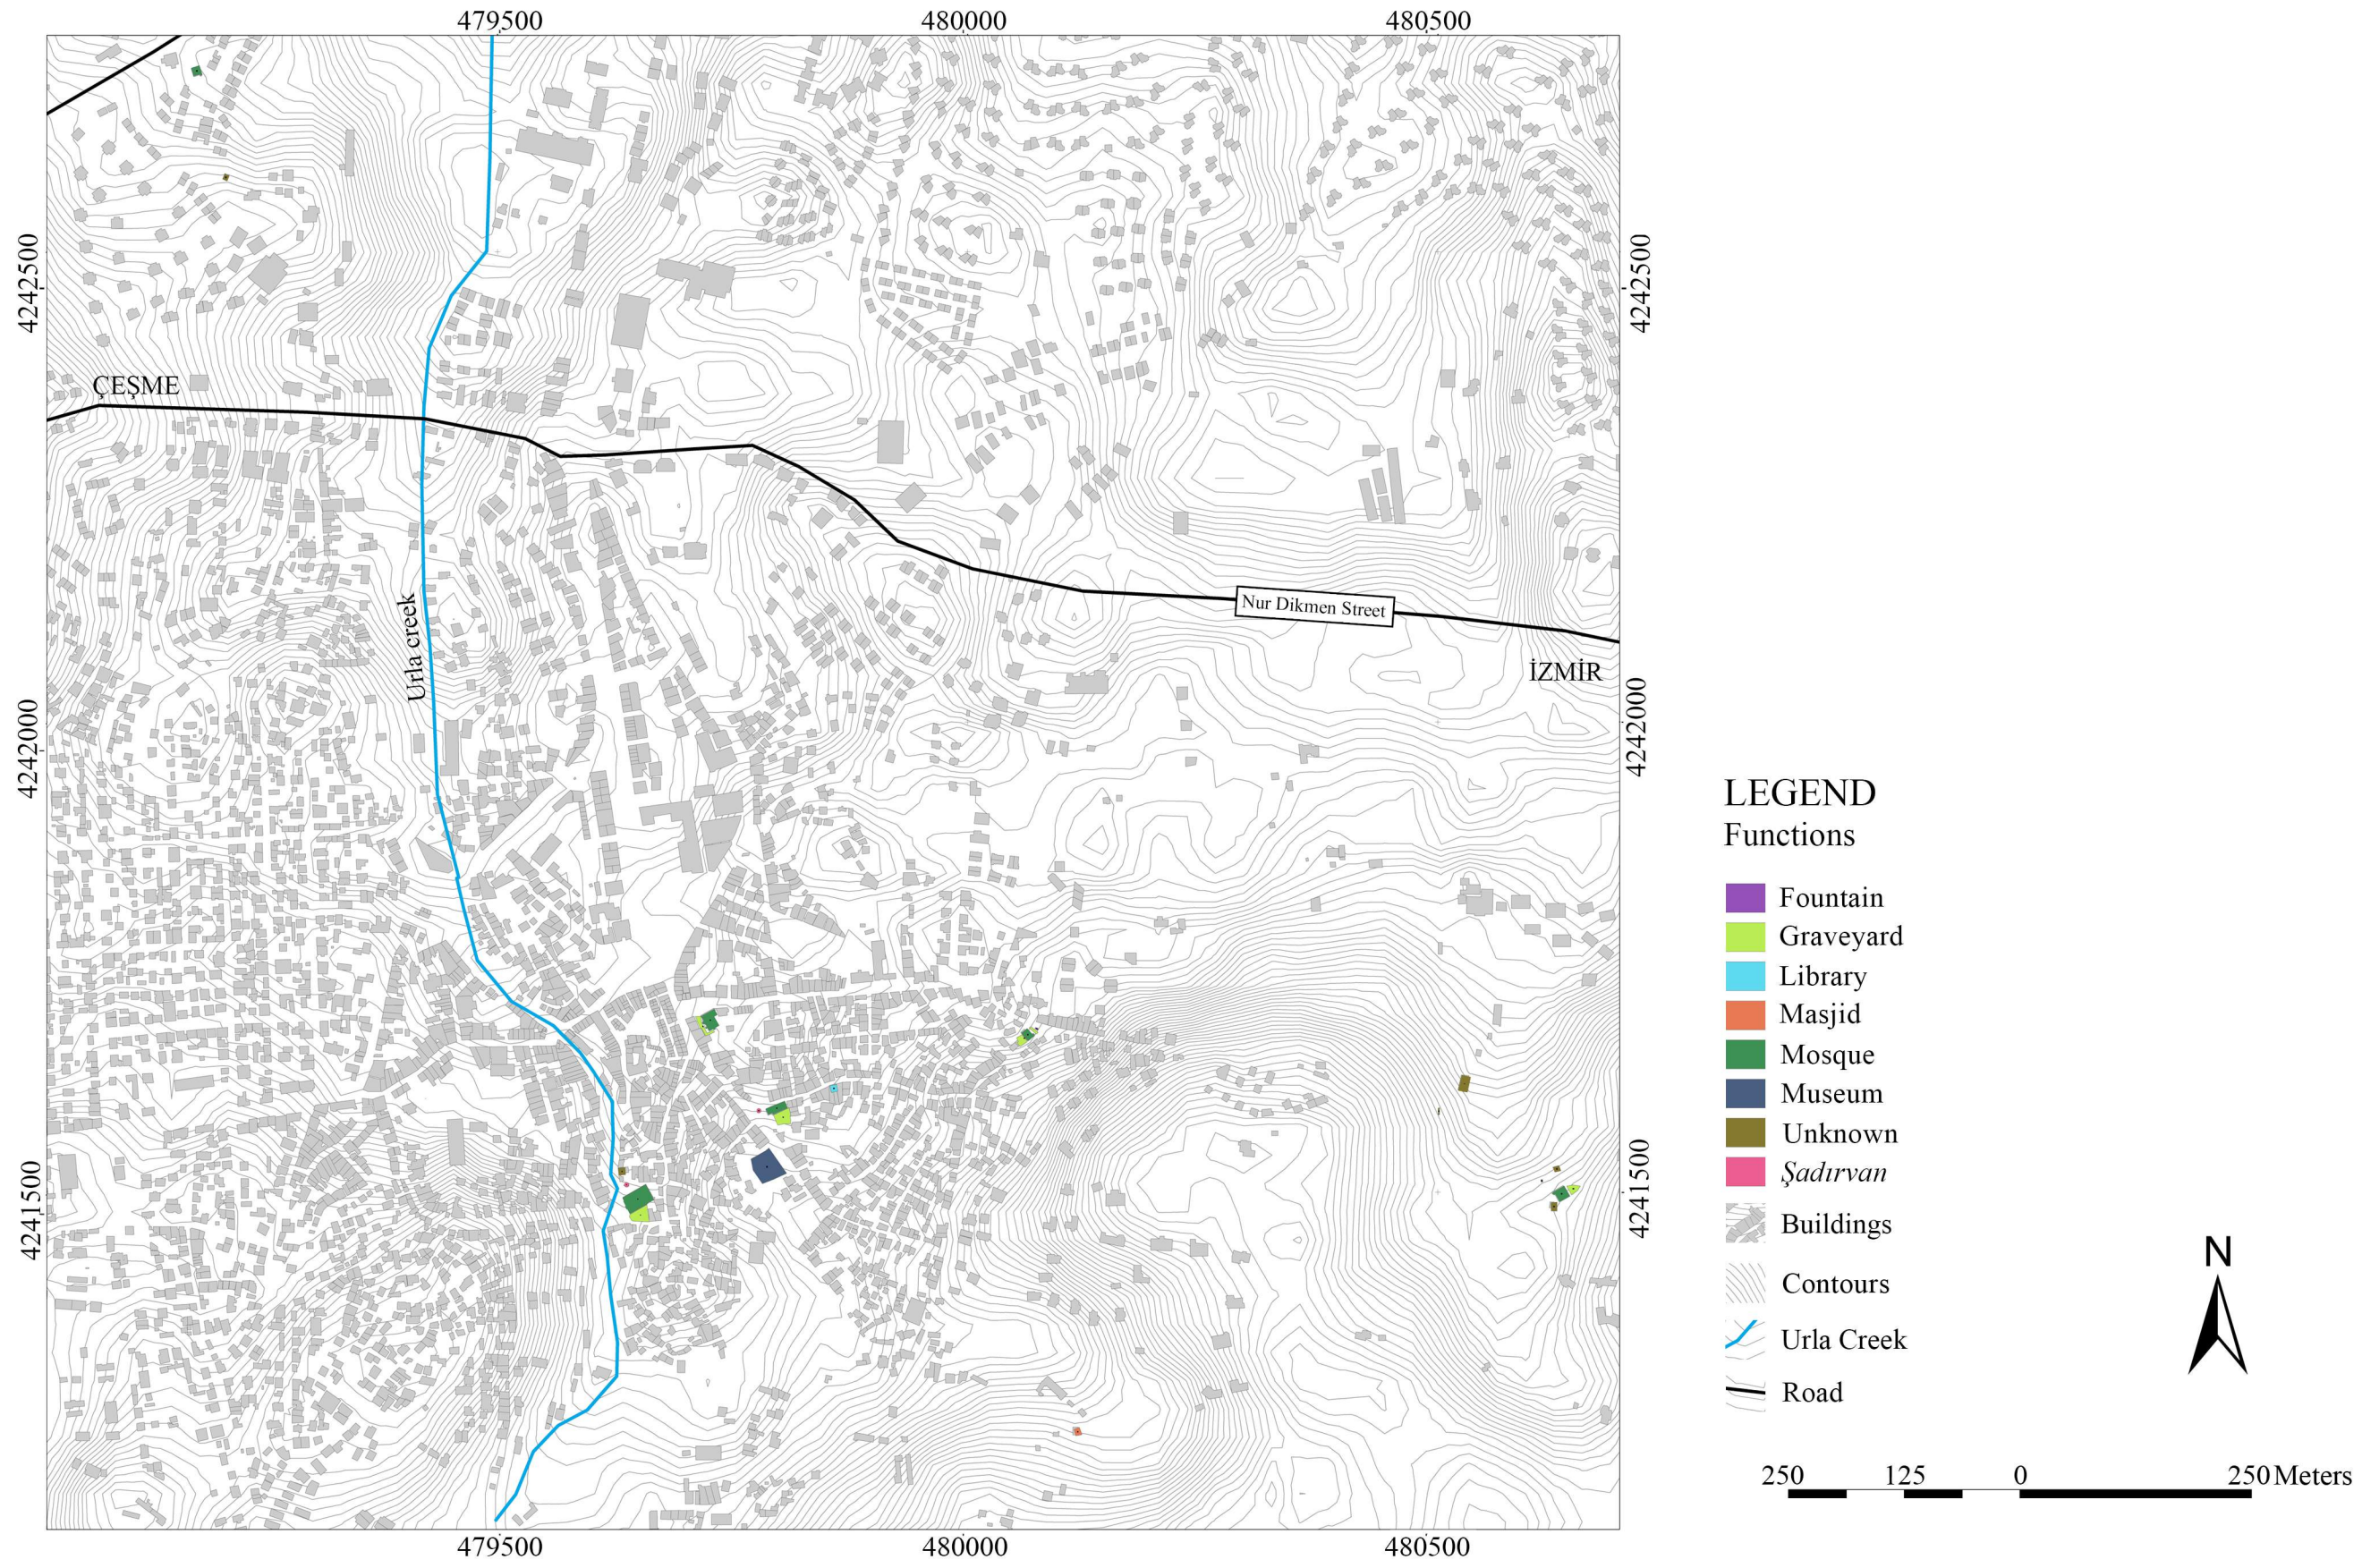 479500 480000 480500
4242500 4242500
ÇEŞME
Urla creek
Nur Dikmen Street
İZMİR
4242000 4242000
4241500 4241500
479500 480000 480500
LEGEND
Functions
Fountain
Graveyard
Library
Masjid
Mosque
Museum
Unknown
Şadırvan
Buildings
Contours
Urla Creek
Road
N
250 125 0 250 Meters